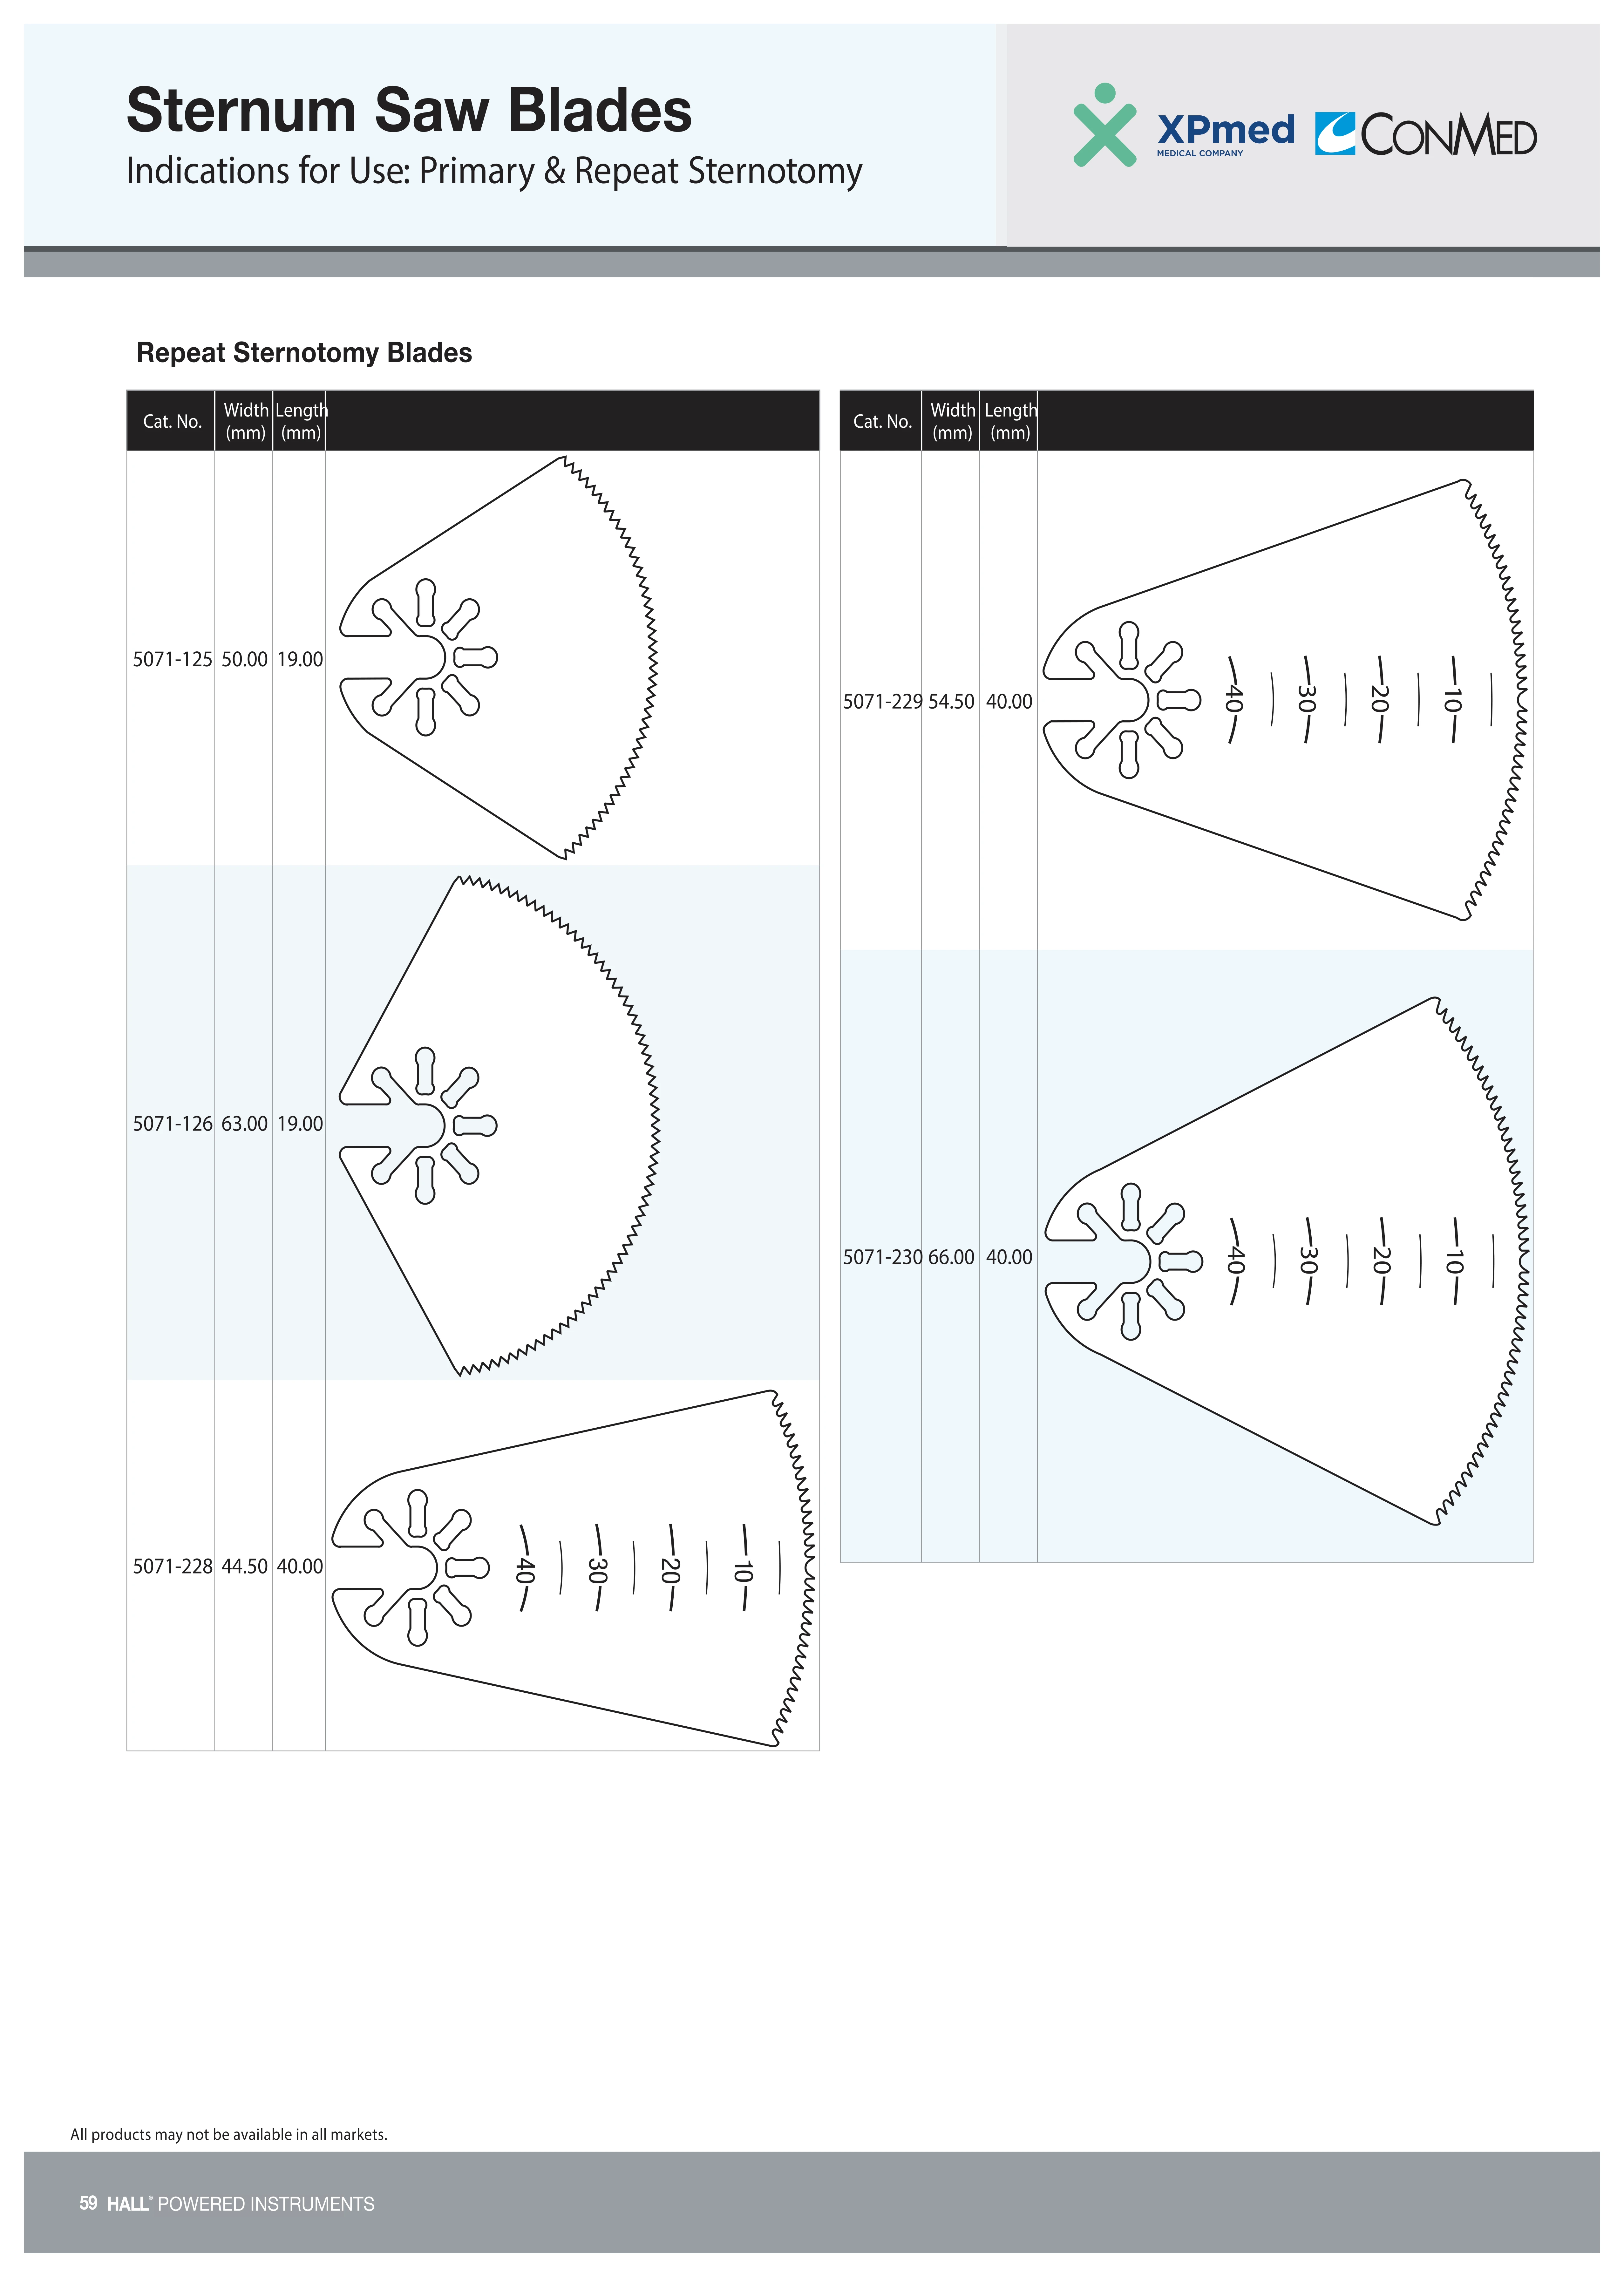 Sternum Saw Blades
Indications for Use: Primary & Repeat Sternotomy
XPmed
MEDICAL COMPANY
CONMED
Repeat Sternotomy Blades
Cat. No. Width (mm) Length (mm)
5071-125 50.00 19.00
5071-126 63.00 19.00
5071-228 44.50 40.00
40 30 20 10
Cat. No. Width (mm) Length (mm)
5071-229 54.50 40.00
40 30 20 10
5071-230 66.00 40.00
40 30 20 10
All products may not be available in all markets.
59 HALL® POWERED INSTRUMENTS